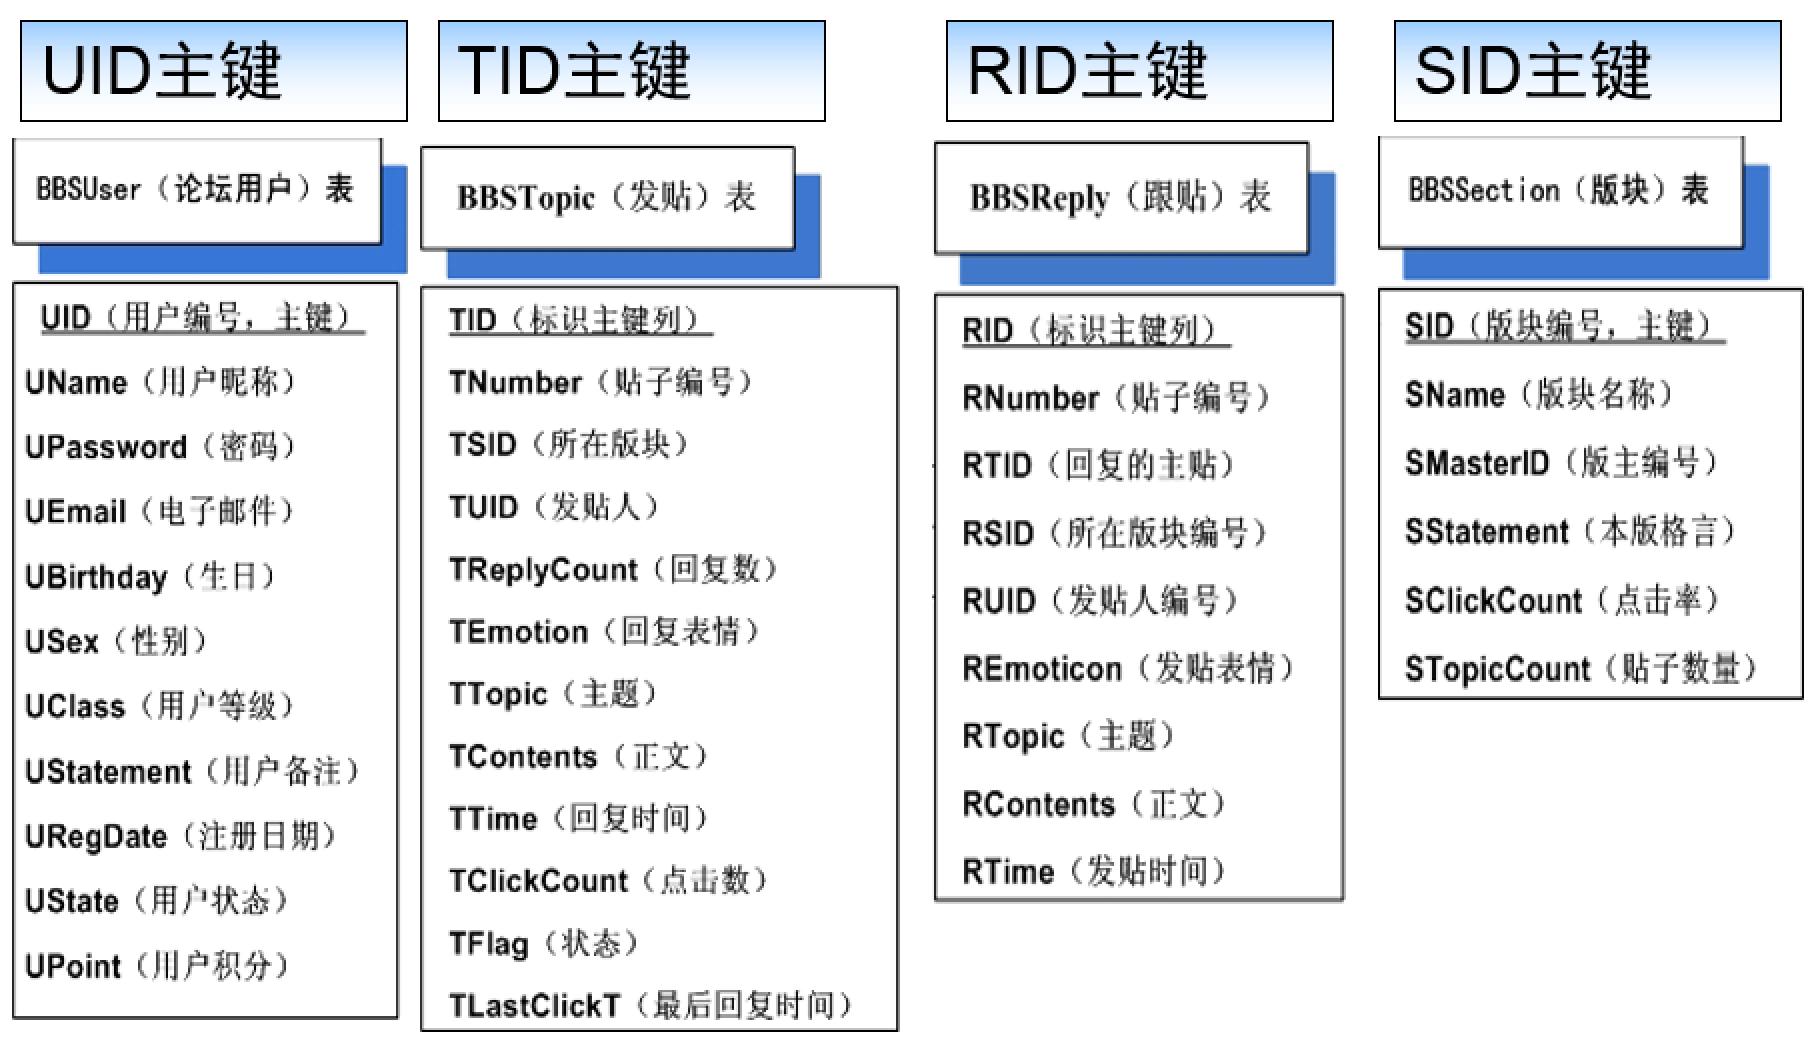 UID主键
BBSUser（论坛用户）表
UID（用户编号，主键）
UName（用户昵称）
UPassword（密码）
UEmail（电子邮件）
UBirthday（生日）
USex（性别）
UClass（用户等级）
UStatement（用户备注）
URegDate（注册日期）
UState（用户状态）
UPoint（用户积分）
TID主键
BBSTopic（发贴）表
TID（标识主键列）
TNumber（贴子编号）
TSID（所在版块）
TUID（发贴人）
TReplyCount（回复数）
TEmotion（回复表情）
TTopic（主题）
TContents（正文）
TTime（回复时间）
TClickCount（点击数）
TFlag（状态）
TLastClickT（最后回复时间）
RID主键
BBSReply（跟贴）表
RID（标识主键列）
RNumber（贴子编号）
RTID（回复的主贴）
RSID（所在版块编号）
RUID（发贴人编号）
REmoticon（发贴表情）
RTopic（主题）
RContents（正文）
RTime（发贴时间）
SID主键
BBSSection（版块）表
SID（版块编号，主键）
SName（版块名称）
SMasterID（版主编号）
SStatement（本版格言）
SClickCount（点击率）
STopicCount（贴子数量）